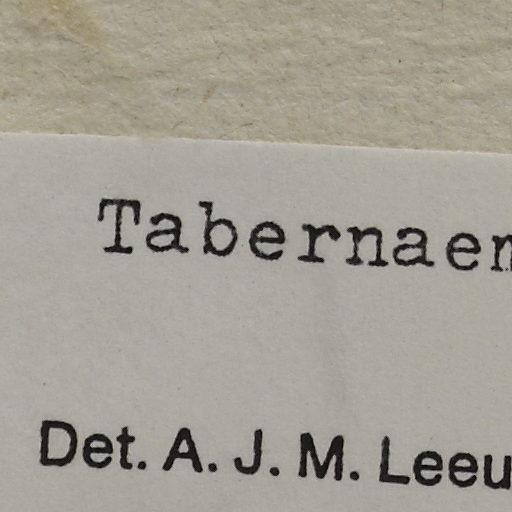 Tabernaem
Det. A. J. M. Leeu